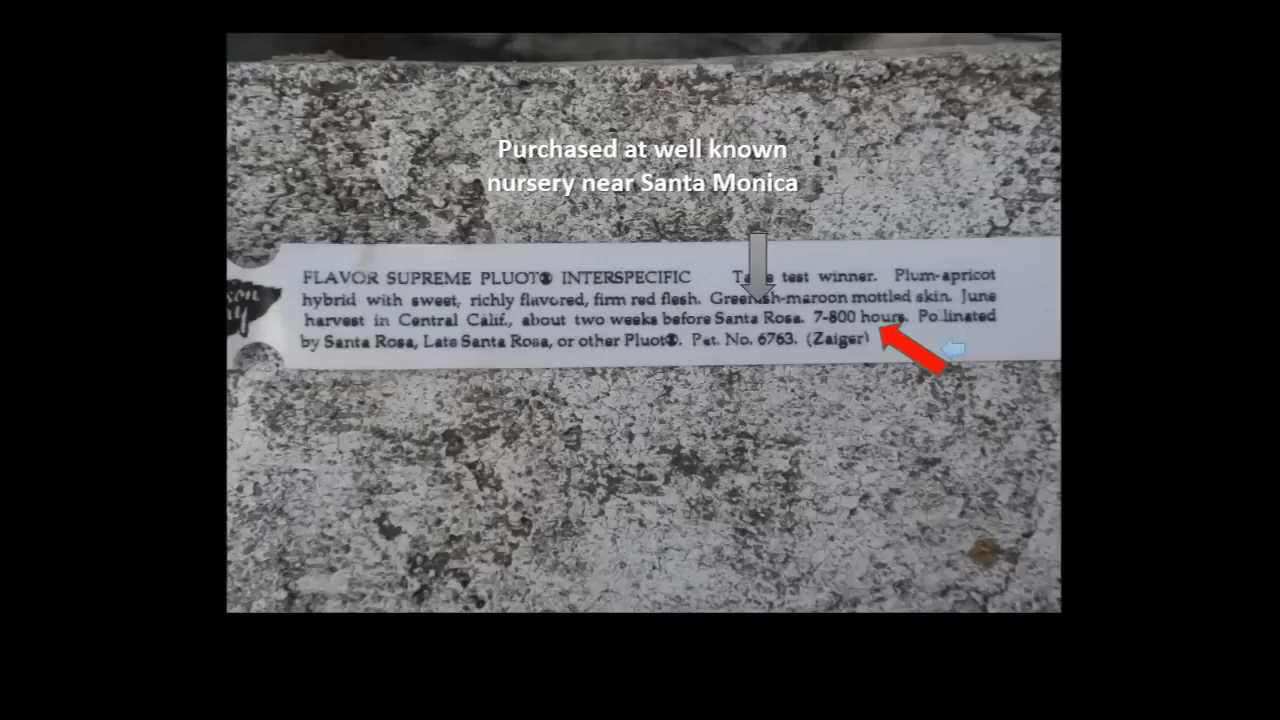 Purchased at well known
nursery near Santa Monica
FLAVOR SUPREME PLUOT® INTERSPECIFIC test winner. Plum-apricot
hybrid with sweet, richly flavored, firm red flesh. Greenish-maroon mottled skin. June
harvest in Central Calif., about two weeks before Santa Rosa. 7-800 hours. Pollinated
by Santa Rosa, Late Santa Rosa, or other Pluot®. Pat. No. 6763. (Zaiger)